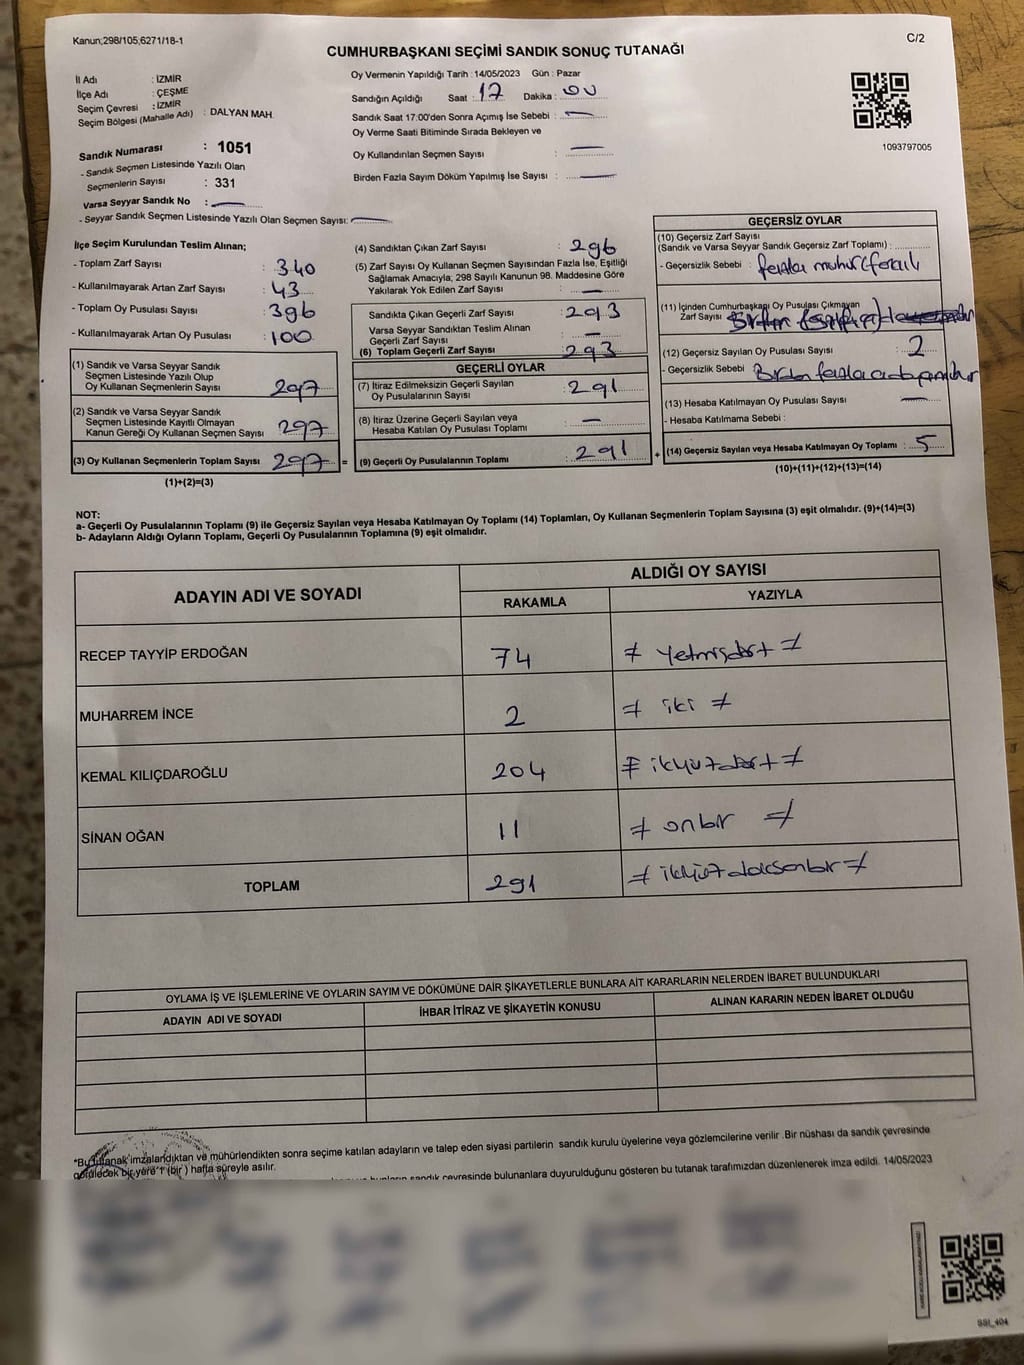 Kanun;298/105,6271/18-1
C/2
CUMHURBAŞKANI SEÇİMİ SANDIK SONUÇ TUTANAĞI
İl Adı : İZMİR
İlçe Adı : ÇEŞME
Seçim Çevresi : İZMİR
Seçim Bölgesi (Mahalle Adı) : DALYAN MAH.
Sandık Numarası : 1051
- Sandık Seçmen Listesinde Yazılı Olan
Seçmenlerin Sayısı : 331
Varsa Seyyar Sandık No :
- Seyyar Sandık Seçmen Listesinde Yazılı Olan Seçmen Sayısı:
Oy Vermenin Yapıldığı Tarih : 14/05/2023 Gün : Pazar
Sandığın Açıldığı Saat : 17 Dakika : 00
Sandık Saat 17:00'den Sonra Açımış İse Sebebi :
Oy Verme Saati Bitiminde Sırada Bekleyen ve
Oy Kullandırılan Seçmen Sayısı :
Birden Fazla Sayım Döküm Yapılmış İse Sayısı :
1093797005
İlçe Seçim Kurulundan Teslim Alınan;
- Toplam Zarf Sayısı : 340
- Kullanılmayarak Artan Zarf Sayısı : 43
- Toplam Oy Pusulası Sayısı : 396
- Kullanılmayarak Artan Oy Pusulası : 100
(1) Sandık ve Varsa Seyyar Sandık
Seçmen Listesinde Yazılı Olup
Oy Kullanan Seçmenlerin Sayısı : 297
(2) Sandık ve Varsa Seyyar Sandık
Seçmen Listesinde Kayıtlı Olmayan
Kanun Gereği Oy Kullanan Seçmen Sayısı : 297
(3) Oy Kullanan Seçmenlerin Toplam Sayısı : 297 =
(1)+(2)=(3)
(4) Sandıktan Çıkan Zarf Sayısı : 296
(5) Zarf Sayısı Oy Kullanan Seçmen Sayısından Fazla İse, Eşitliği
Sağlamak Amacıyla, 298 Sayılı Kanunun 98. Maddesine Göre
Yakılarak Yok Edilen Zarf Sayısı :
Sandıkta Çıkan Geçerli Zarf Sayısı : 293
Varsa Seyyar Sandıktan Teslim Alınan
Geçerli Zarf Sayısı :
(6) Toplam Geçerli Zarf Sayısı : 293
GEÇERLİ OYLAR
(7) İtiraz Edilmeksizin Geçerli Sayılan
Oy Pusulalarının Sayısı : 291
(8) İtiraz Üzerine Geçerli Sayılan veya
Hesaba Katılan Oy Pusulası Toplamı :
(9) Geçerli Oy Pusulalarının Toplamı : 291 +
GEÇERSİZ OYLAR
(10) Geçersiz Zarf Sayısı
(Sandık ve Varsa Seyyar Sandık Geçersiz Zarf Toplamı) :
- Geçersizlik Sebebi : fazla muhur
(11) İçinden Cumhurbaşkanı Oy Pusulası Çıkmayan
Zarf Sayısı
(12) Geçersiz Sayılan Oy Pusulası Sayısı : 2
- Geçersizlik Sebebi : Birden fazla
(13) Hesaba Katılmayan Oy Pusulası Sayısı :
- Hesaba Katılmama Sebebi :
(14) Geçersiz Sayılan veya Hesaba Katılmayan Oy Toplamı : 5
(10)+(11)+(12)+(13)=(14)
NOT:
a- Geçerli Oy Pusulalarının Toplamı (9) ile Geçersiz Sayılan veya Hesaba Katılmayan Oy Toplamı (14) Toplamları, Oy Kullanan Seçmenlerin Toplam Sayısına (3) eşit olmalıdır. (9)+(14)=(3)
b- Adayların Aldığı Oyların Toplamı, Geçerli Oy Pusulalarının Toplamına (9) eşit olmalıdır.
ADAYIN ADI VE SOYADI
ALDIĞI OY SAYISI
RAKAMLA YAZIYLA
RECEP TAYYİP ERDOĞAN 74 ≠ Yetmişdört ≠
MUHARREM İNCE 2 ≠ iki ≠
KEMAL KILIÇDAROĞLU 204 ≠ ikiyüzdört ≠
SİNAN OĞAN 11 ≠ onbir ≠
TOPLAM 291 ≠ ikiyüzdoksanbir ≠
OYLAMA İŞ VE İŞLEMLERİNE VE OYLARIN SAYIM VE DÖKÜMÜNE DAİR ŞİKAYETLERLE BUNLARA AİT KARARLARIN NELERDEN İBARET BULUNDUKLARI
ADAYIN ADI VE SOYADI İHBAR İTİRAZ VE ŞİKAYETİN KONUSU ALINAN KARARIN NEDEN İBARET OLDUĞU
*Bu tutanak imzalandıktan ve mühürlendikten sonra seçime katılan adayların ve talep eden siyasi partilerin sandık kurulu üyelerine veya gözlemcilerine verilir .Bir nüshası da sandık çevresinde
görülecek bir yere 1 (bir) hafta süreyle asılır.
sandık çevresinde bulunanlara duyurulduğunu gösteren bu tutanak tarafımızdan düzenlenerek imza edildi. 14/05/2023
SSI_404